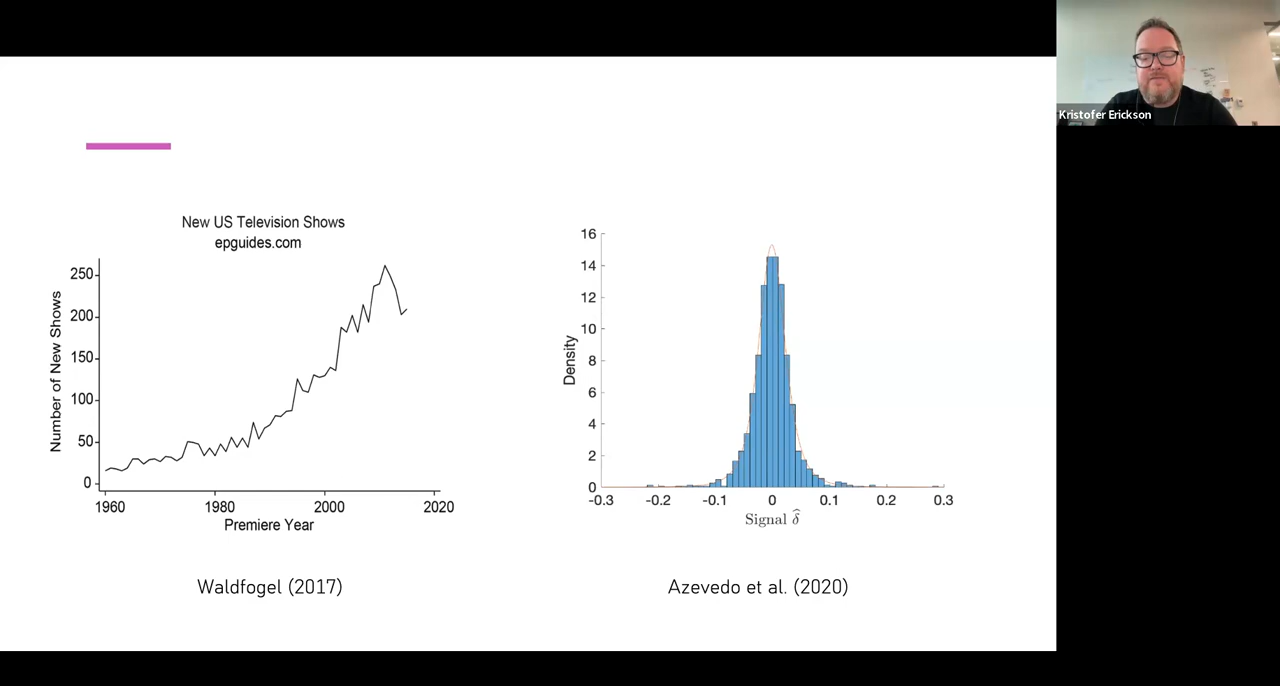 Kristofer Erickson
New US Television Shows
epguides.com
Number of New Shows
250
200
150
100
50
0
1960
1980
2000
2020
Premiere Year
Waldfogel (2017)
Density
16
14
12
10
8
6
4
2
0
-0.3
-0.2
-0.1
0
0.1
0.2
0.3
Signal δ̂
Azevedo et al. (2020)